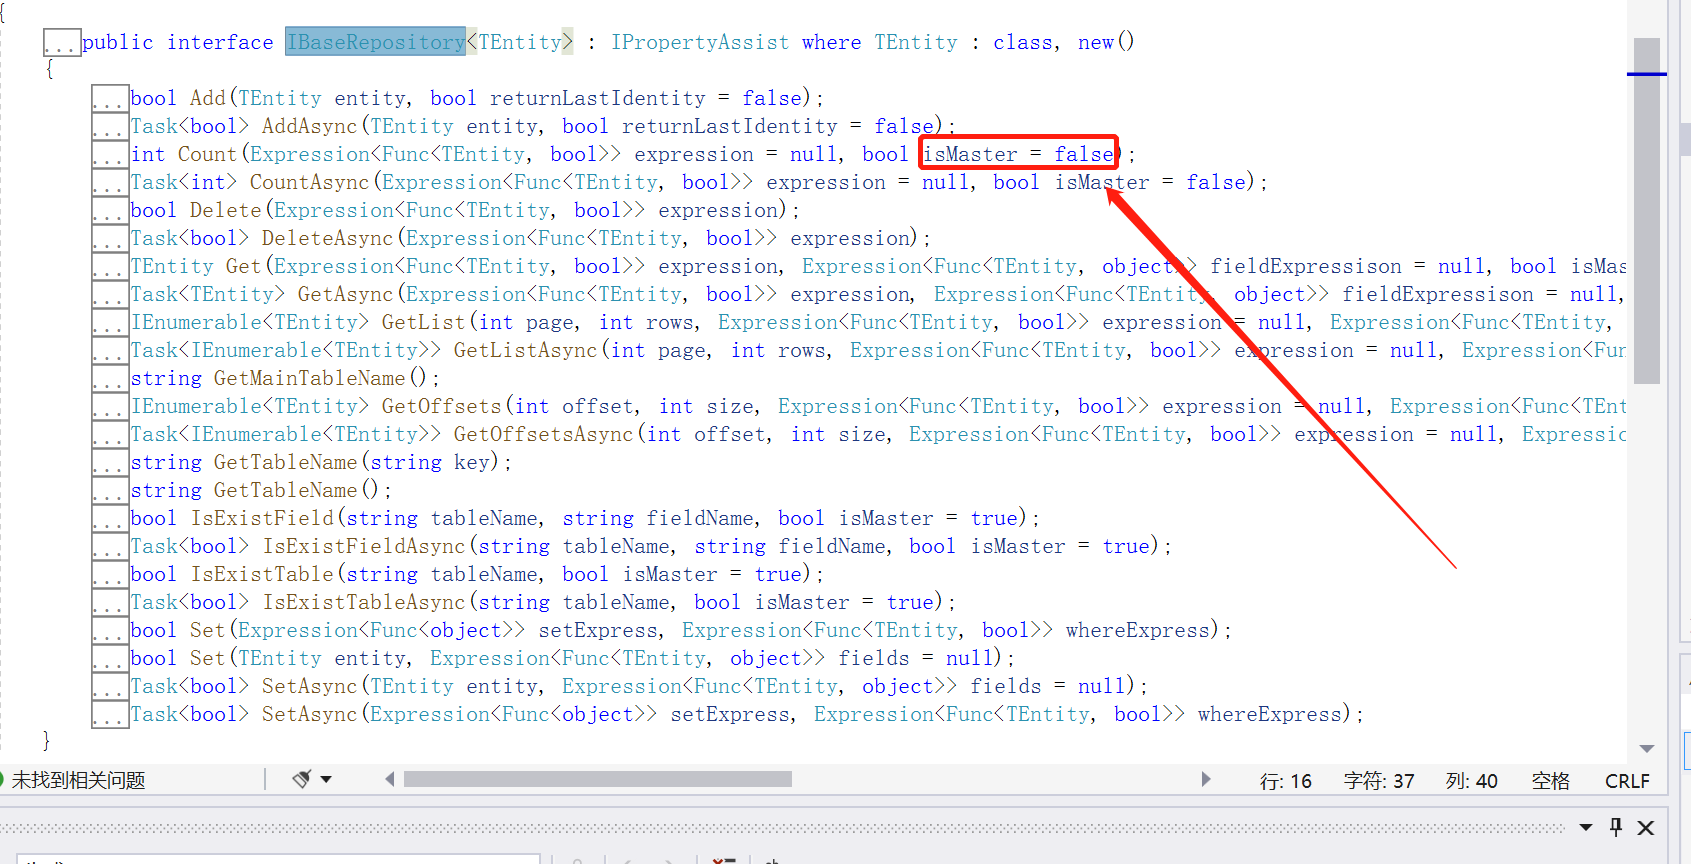 {
...public interface IBaseRepository<TEntity> : IPropertyAssist where TEntity : class, new()
{
...bool Add(TEntity entity, bool returnLastIdentity = false);
...Task<bool> AddAsync(TEntity entity, bool returnLastIdentity = false);
...int Count(Expression<Func<TEntity, bool>> expression = null, bool isMaster = false);
...Task<int> CountAsync(Expression<Func<TEntity, bool>> expression = null, bool isMaster = false);
...bool Delete(Expression<Func<TEntity, bool>> expression);
...Task<bool> DeleteAsync(Expression<Func<TEntity, bool>> expression);
...TEntity Get(Expression<Func<TEntity, bool>> expression, Expression<Func<TEntity, object>> fieldExpressison = null, bool isMas
...Task<TEntity> GetAsync(Expression<Func<TEntity, bool>> expression, Expression<Func<TEntity, object>> fieldExpressison = null,
...IEnumerable<TEntity> GetList(int page, int rows, Expression<Func<TEntity, bool>> expression = null, Expression<Func<TEntity,
...Task<IEnumerable<TEntity>> GetListAsync(int page, int rows, Expression<Func<TEntity, bool>> expression = null, Expression<Fun
...string GetMainTableName();
...IEnumerable<TEntity> GetOffsets(int offset, int size, Expression<Func<TEntity, bool>> expression = null, Expression<Func<TEnt
...Task<IEnumerable<TEntity>> GetOffsetsAsync(int offset, int size, Expression<Func<TEntity, bool>> expression = null, Expressio
...string GetTableName(string key);
...string GetTableName();
...bool IsExistField(string tableName, string fieldName, bool isMaster = true);
...Task<bool> IsExistFieldAsync(string tableName, string fieldName, bool isMaster = true);
...bool IsExistTable(string tableName, bool isMaster = true);
...Task<bool> IsExistTableAsync(string tableName, bool isMaster = true);
...bool Set(Expression<Func<object>> setExpress, Expression<Func<TEntity, bool>> whereExpress);
...bool Set(TEntity entity, Expression<Func<TEntity, object>> fields = null);
...Task<bool> SetAsync(TEntity entity, Expression<Func<TEntity, object>> fields = null);
...Task<bool> SetAsync(Expression<Func<object>> setExpress, Expression<Func<TEntity, bool>> whereExpress);
}
未找到相关问题 行: 16 字符: 37 列: 40 空格 CRLF